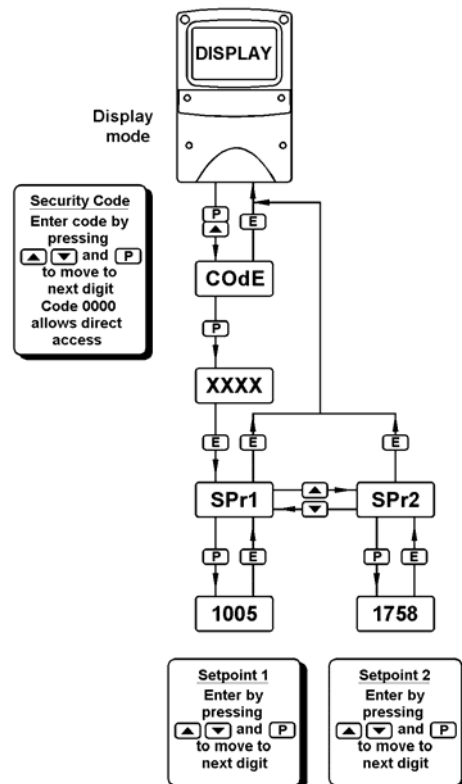 DISPLAY
Display
mode
Security Code
Enter code by
pressing
▲ ▼ and P
to move to
next digit
Code 0000
allows direct
access
P
▲
E
COdE
P
XXXX
E
E
E
SPr1
▲
▼
SPr2
P
E
P
E
1005
1758
Setpoint 1
Enter by
pressing
▲ ▼ and P
to move to
next digit
Setpoint 2
Enter by
pressing
▲ ▼ and P
to move to
next digit